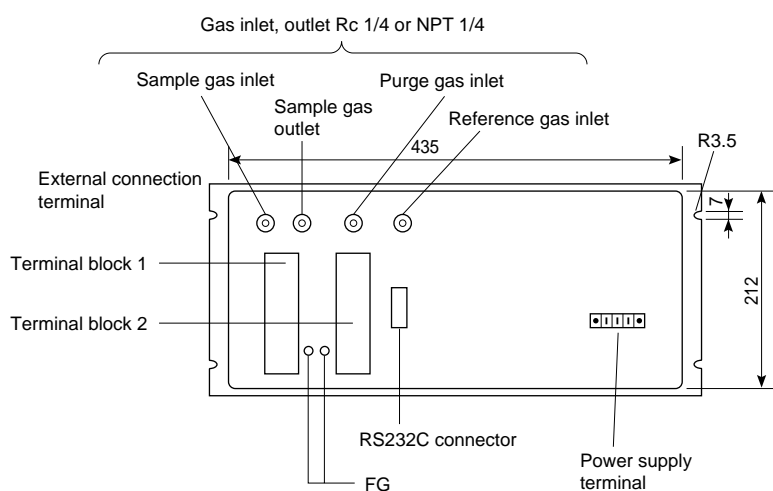 Gas inlet, outlet Rc 1/4 or NPT 1/4
Sample gas inlet
Purge gas inlet
Sample gas
outlet
Reference gas inlet
435
R3.5
External connection
terminal
7
Terminal block 1
212
Terminal block 2
RS232C connector
Power supply
terminal
FG